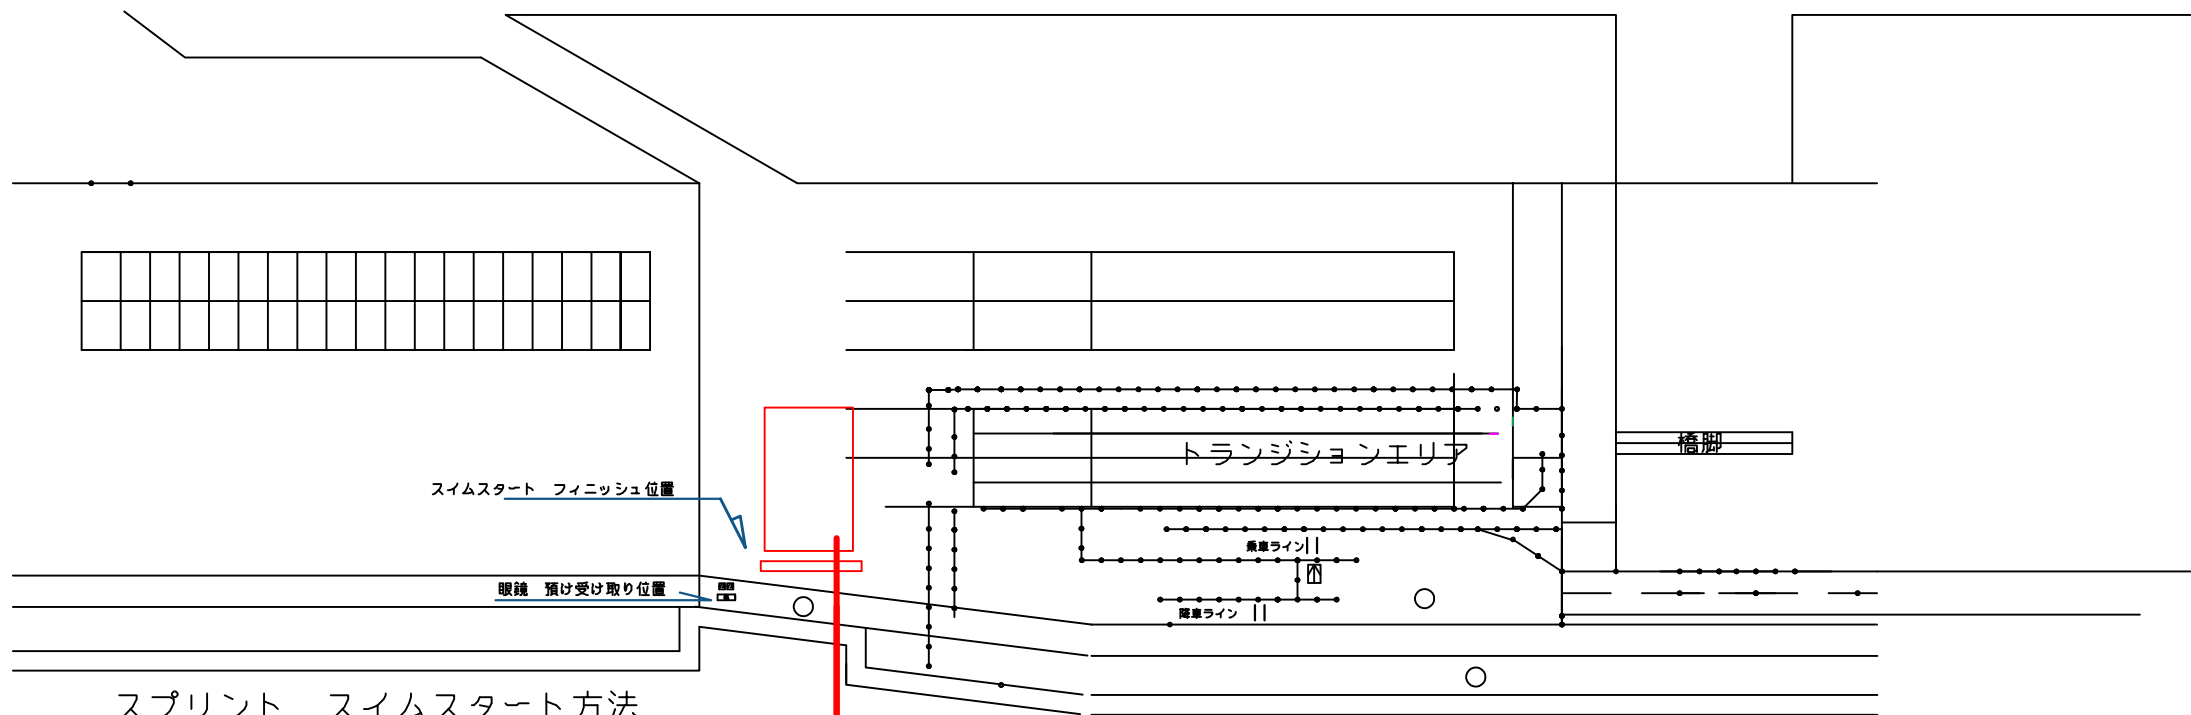 トランジションエリア
橋脚
スイムスタート　フィニッシュ位置
乗車ライン
眼鏡　預け受け取り位置
降車ライン
スプリント　スイムスタート方法